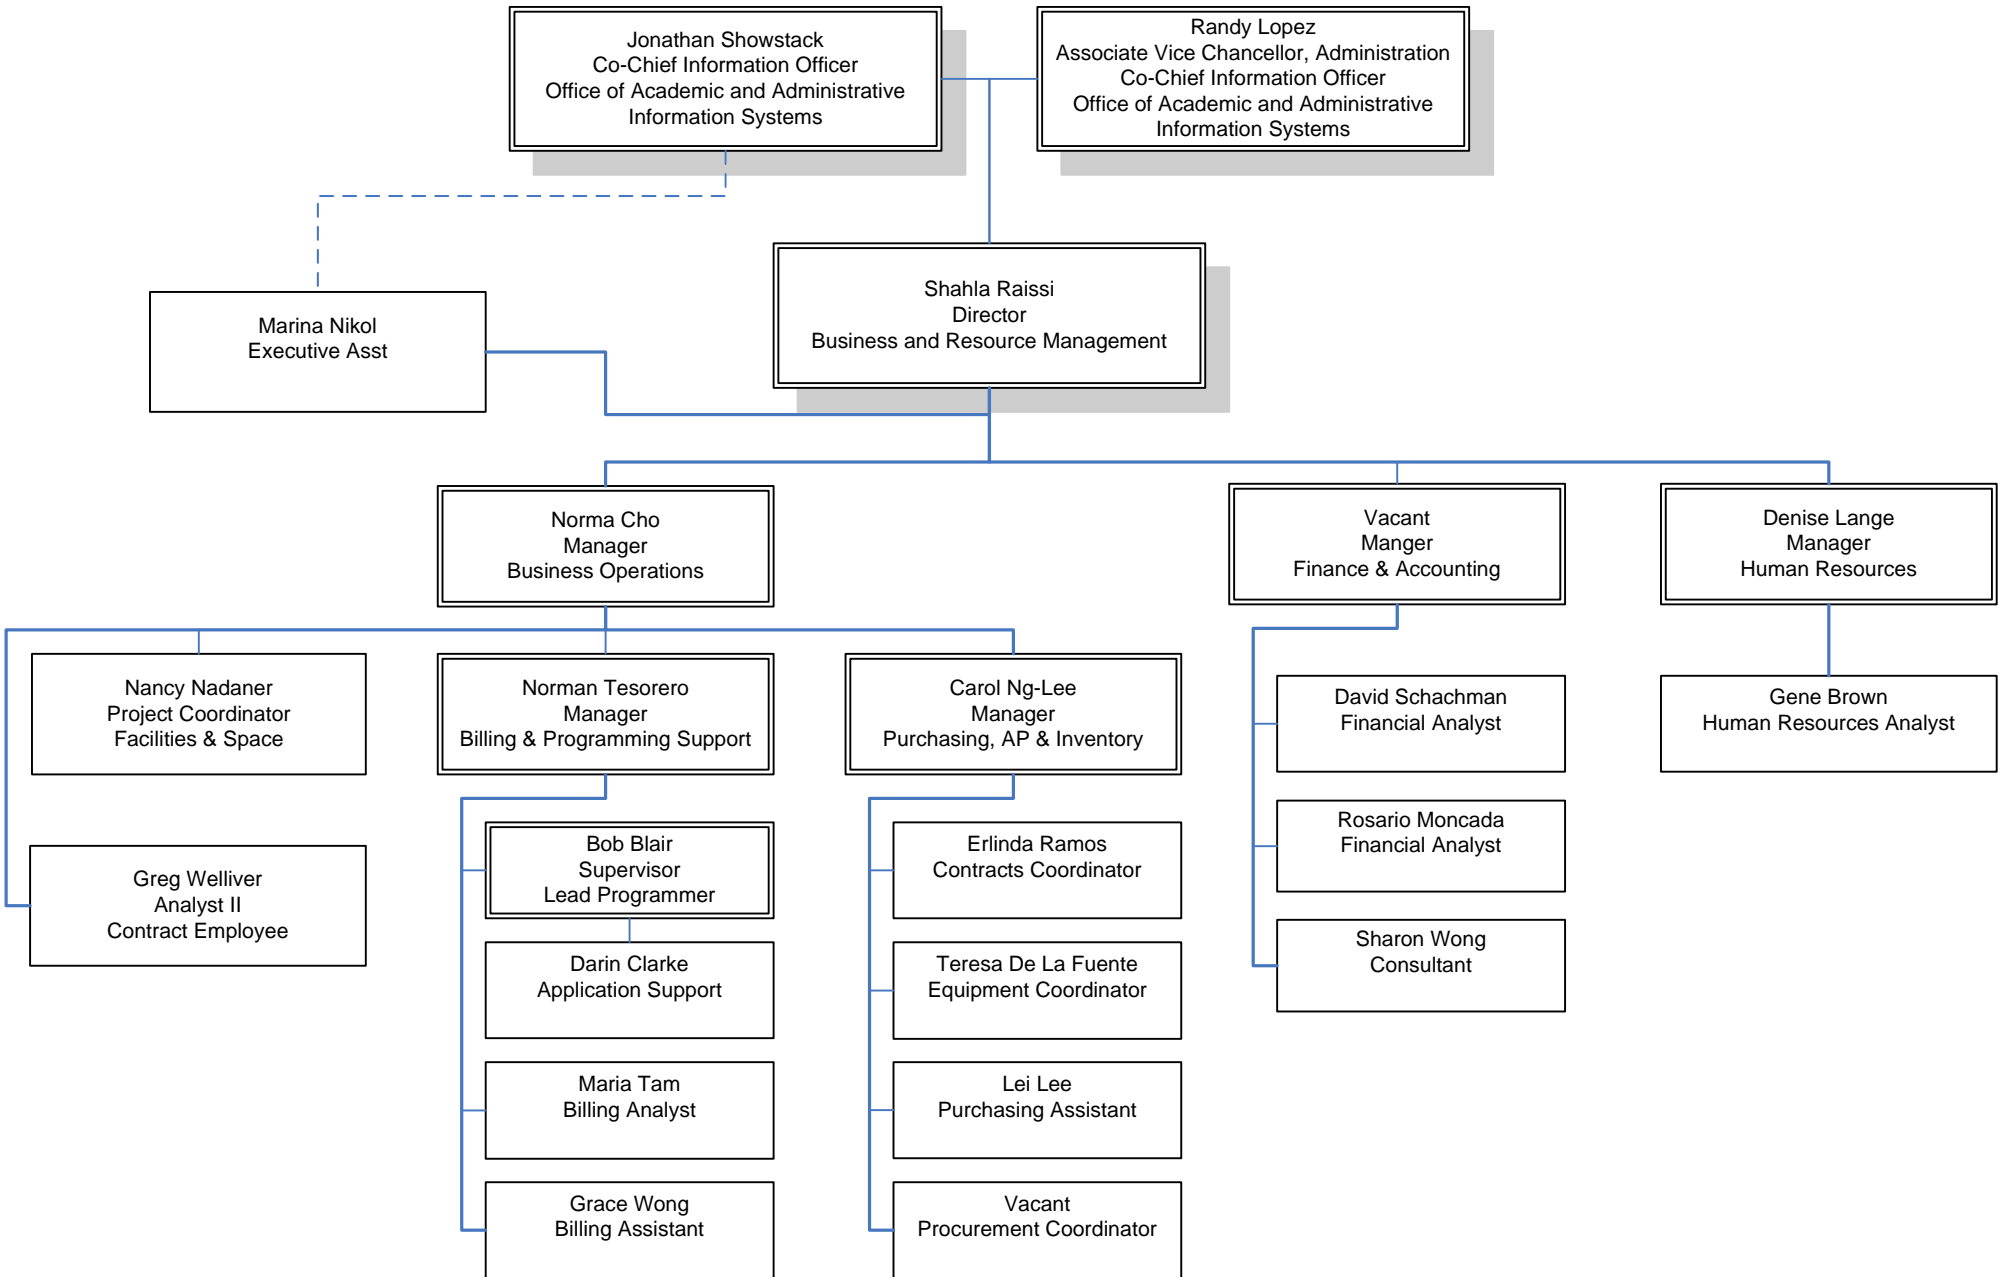 Jonathan Showstack
Co-Chief Information Officer
Office of Academic and Administrative
Information Systems
Randy Lopez
Associate Vice Chancellor, Administration
Co-Chief Information Officer
Office of Academic and Administrative
Information Systems
Shahla Raissi
Director
Business and Resource Management
Marina Nikol
Executive Asst
Norma Cho
Manager
Business Operations
Vacant
Manger
Finance & Accounting
Denise Lange
Manager
Human Resources
Nancy Nadaner
Project Coordinator
Facilities & Space
Norman Tesorero
Manager
Billing & Programming Support
Carol Ng-Lee
Manager
Purchasing, AP & Inventory
David Schachman
Financial Analyst
Gene Brown
Human Resources Analyst
Greg Welliver
Analyst II
Contract Employee
Bob Blair
Supervisor
Lead Programmer
Erlinda Ramos
Contracts Coordinator
Rosario Moncada
Financial Analyst
Darin Clarke
Application Support
Teresa De La Fuente
Equipment Coordinator
Sharon Wong
Consultant
Maria Tam
Billing Analyst
Lei Lee
Purchasing Assistant
Grace Wong
Billing Assistant
Vacant
Procurement Coordinator